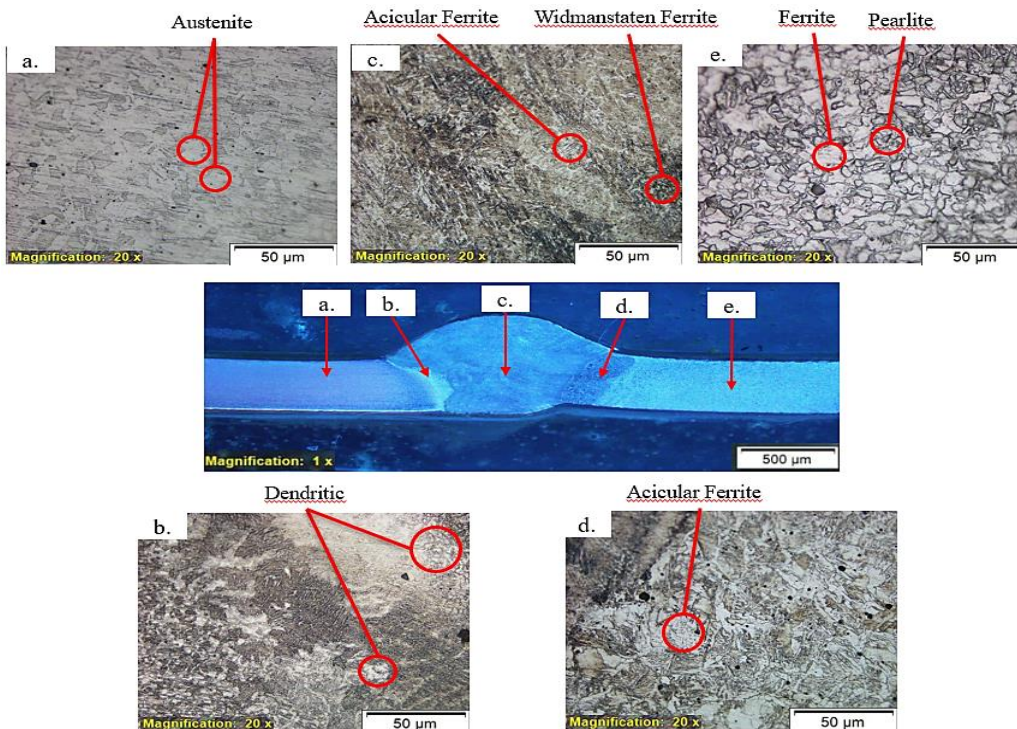 Austenite
Acicular Ferrite
Widmanstaten Ferrite
Ferrite
Pearlite
a.
Magnification: 20 x
50 µm
c.
Magnification: 20 x
50 µm
e.
Magnification: 20 x
50 µm
a.
b.
c.
d.
e.
Magnification: 1 x
500 µm
Dendritic
Acicular Ferrite
b.
Magnification: 20 x
50 µm
d.
Magnification: 20 x
50 µm